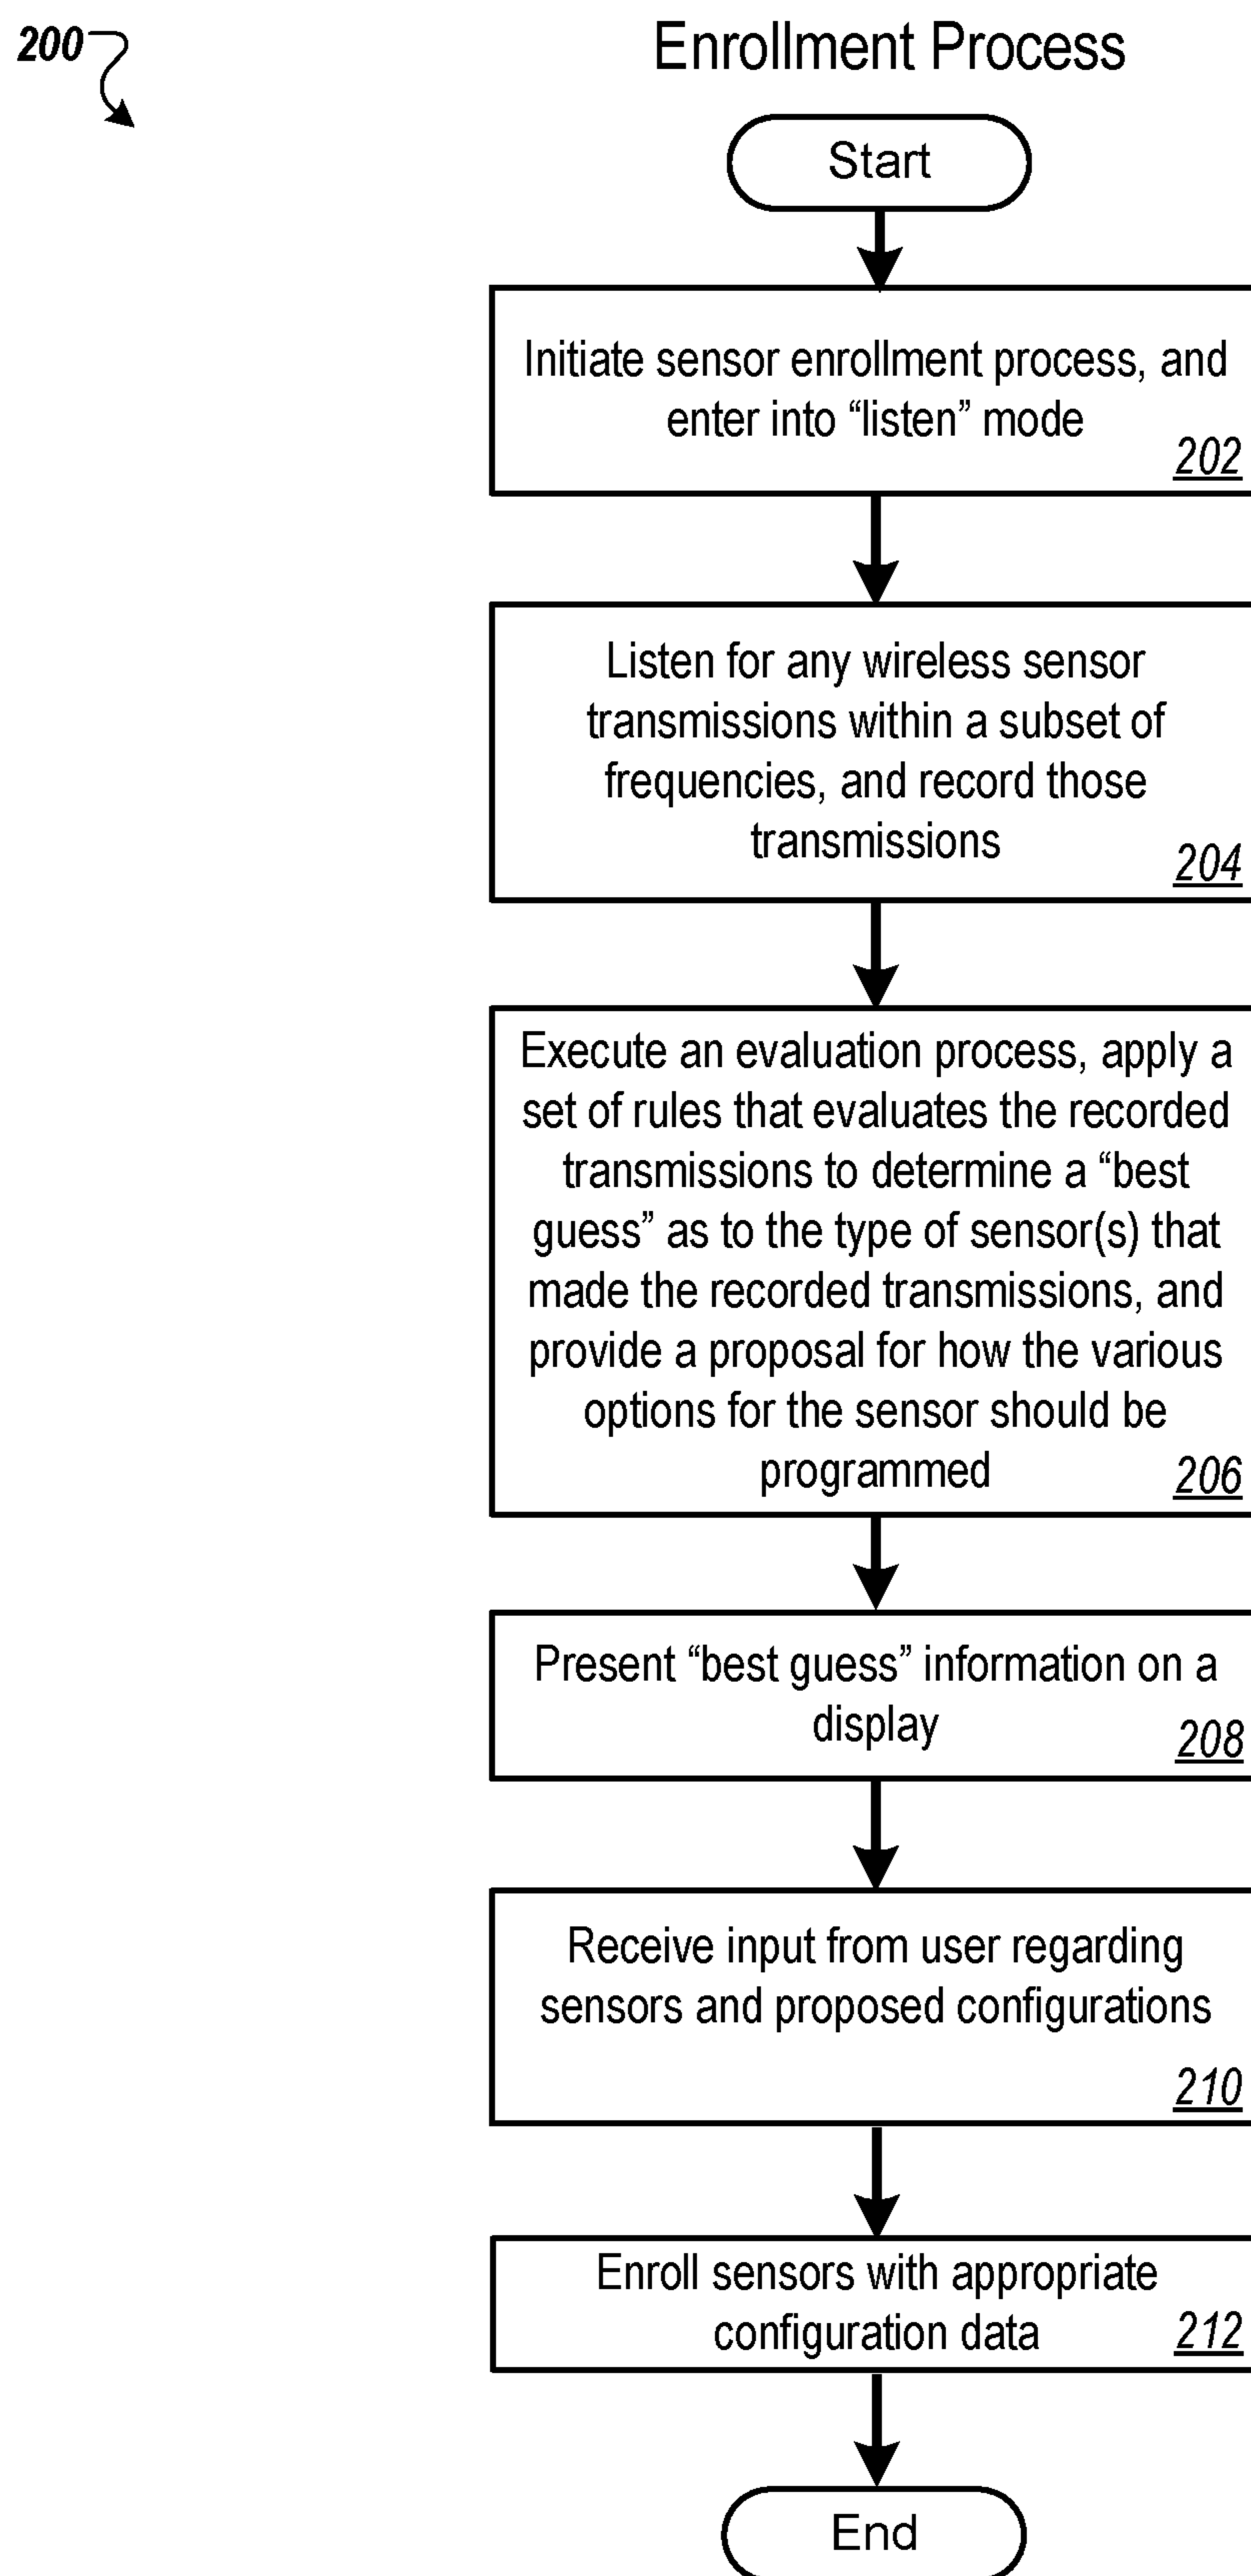 200
Enrollment Process
Start
Initiate sensor enrollment process, and
enter into “listen” mode
202
Listen for any wireless sensor
transmissions within a subset of
frequencies, and record those
transmissions
204
Execute an evaluation process, apply a
set of rules that evaluates the recorded
transmissions to determine a “best
guess” as to the type of sensor(s) that
made the recorded transmissions, and
provide a proposal for how the various
options for the sensor should be
programmed
206
Present “best guess” information on a
display
208
Receive input from user regarding
sensors and proposed configurations
210
Enroll sensors with appropriate
configuration data
212
End